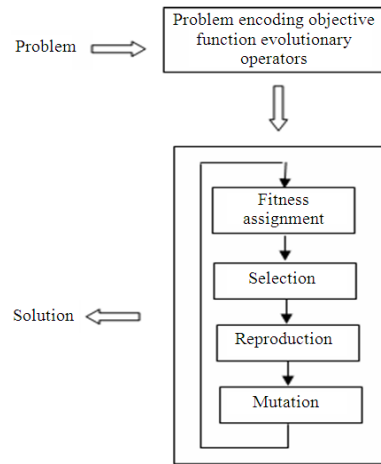 Problem encoding objective
function evolutionary
operators
Problem
Fitness
assignment
Selection
Solution
Reproduction
Mutation